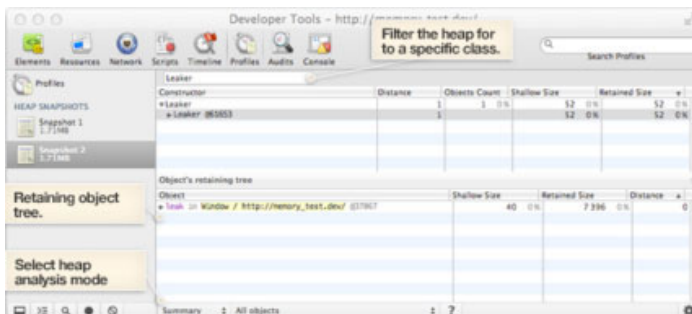 Developer Tools - http://memory_test.dev/
Elements Resources Network Scripts Timeline Profiles Audits Console
Search Profiles
Filter the heap for
to a specific class.
Profiles
HEAP SNAPSHOTS
Snapshot 1
1.71MB
Snapshot 2
1.71MB
Leaker
Constructor Distance Objects Count Shallow Size Retained Size
Leaker 1 1 0% 52 0% 52 0%
Leaker @61653 1 52 0% 52 0%
Object's retaining tree
Object Shallow Size Retained Size Distance
leak in Window / http://memory_test.dev/ 40 0% 7396 0% 0
Retaining object
tree.
Select heap
analysis mode
Summary All objects ?